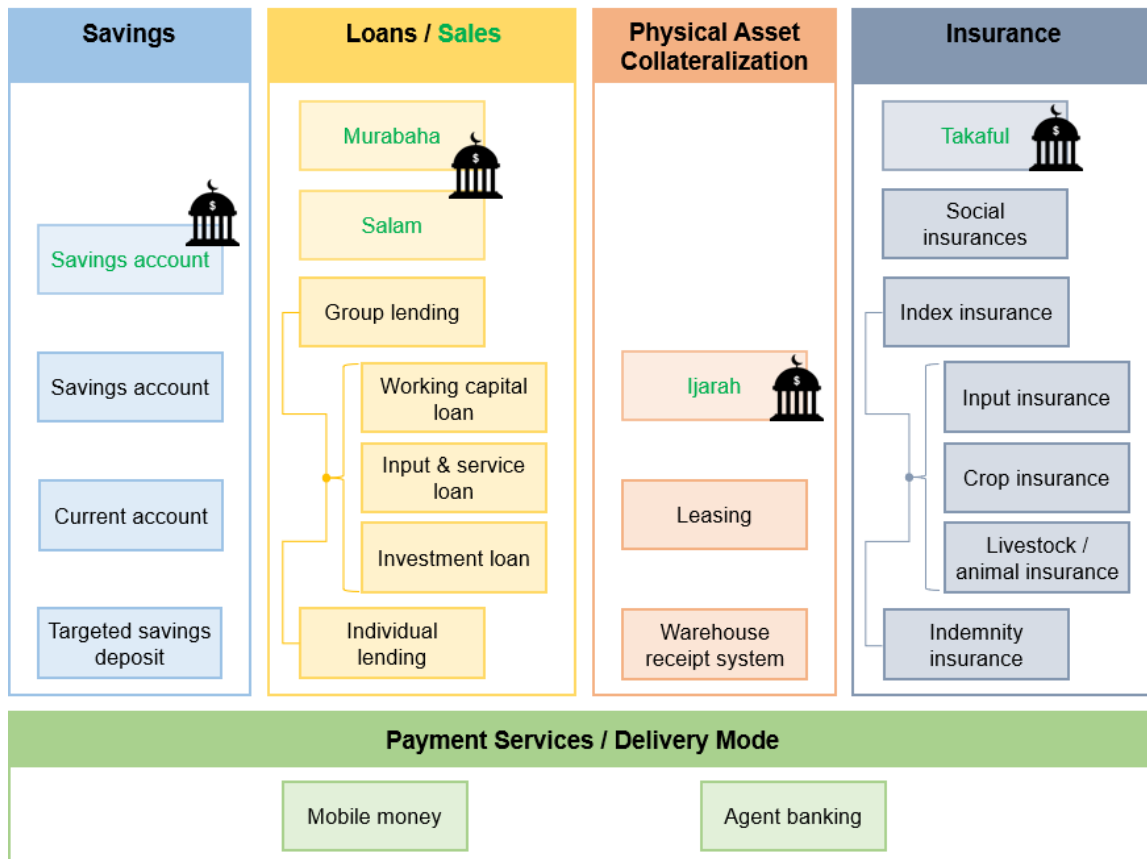 Savings
$
Savings account
Savings account
Current account
Targeted savings
deposit
Loans / Sales
Murabaha
$
Salam
Group lending
Working capital
loan
Input & service
loan
Investment loan
Individual
lending
Physical Asset
Collateralization
Ijarah
$
Leasing
Warehouse
receipt system
Insurance
Takaful
$
Social
insurances
Index insurance
Input insurance
Crop insurance
Livestock /
animal insurance
Indemnity
insurance
Payment Services / Delivery Mode
Mobile money
Agent banking